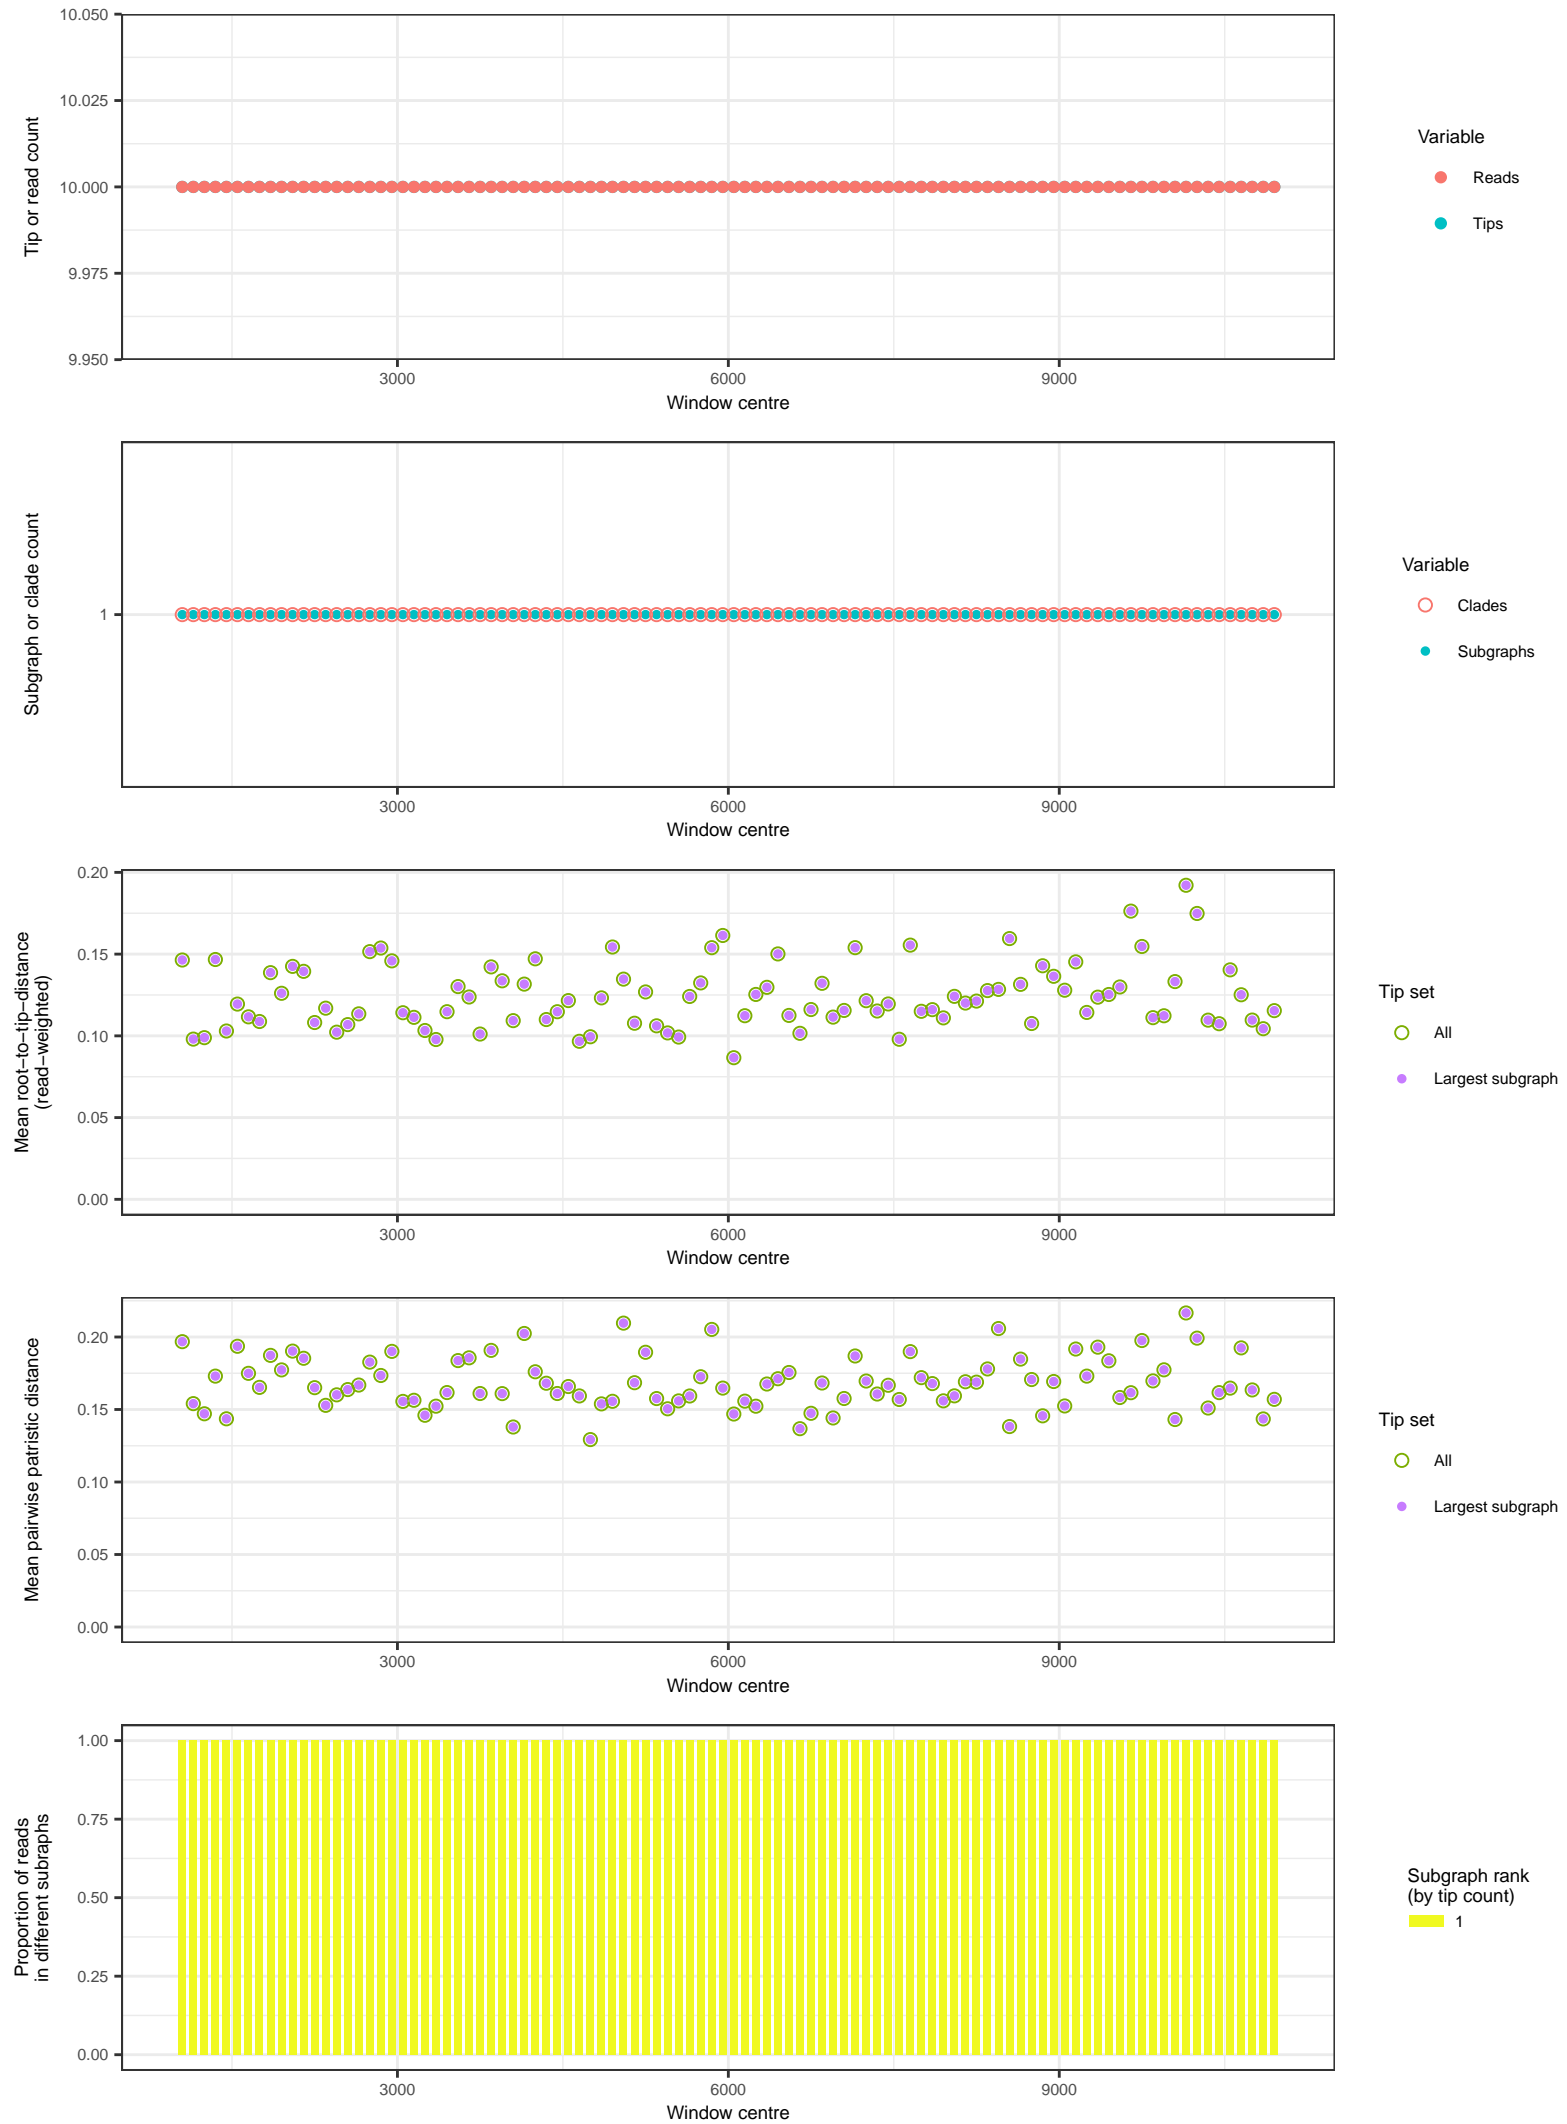 10.050
10.025
10.000
9.975
9.950
Tip or read count
3000
6000
9000
Window centre
Variable
Reads
Tips
1
Subgraph or clade count
3000
6000
9000
Window centre
Variable
Clades
Subgraphs
0.20
0.15
0.10
0.05
0.00
Mean root−to−tip−distance
(read−weighted)
3000
6000
9000
Window centre
Tip set
All
Largest subgraph
0.20
0.15
0.10
0.05
0.00
Mean pairwise patristic distance
3000
6000
9000
Window centre
Tip set
All
Largest subgraph
1.00
0.75
0.50
0.25
0.00
Proportion of reads
in different subraphs
3000
6000
9000
Window centre
Subgraph rank
(by tip count)
1